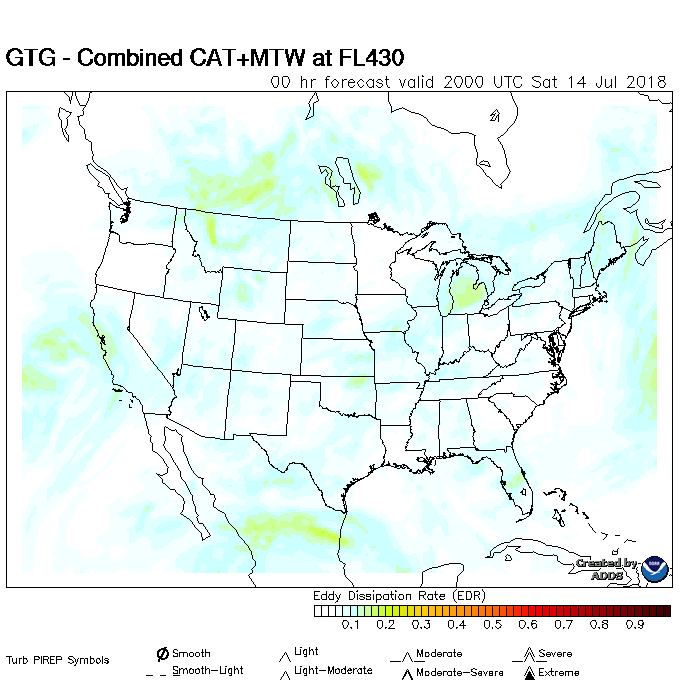 GTG - Combined CAT+MTW at FL430
00 hr forecast valid 2000 UTC Sat 14 Jul 2018
Created by
ADDS
Eddy Dissipation Rate (EDR)
0.1 0.2 0.3 0.4 0.5 0.6 0.7 0.8 0.9
Turb PIREP Symbols
Smooth Light Moderate Severe
Smooth-Light Light-Moderate Moderate-Severe Extreme